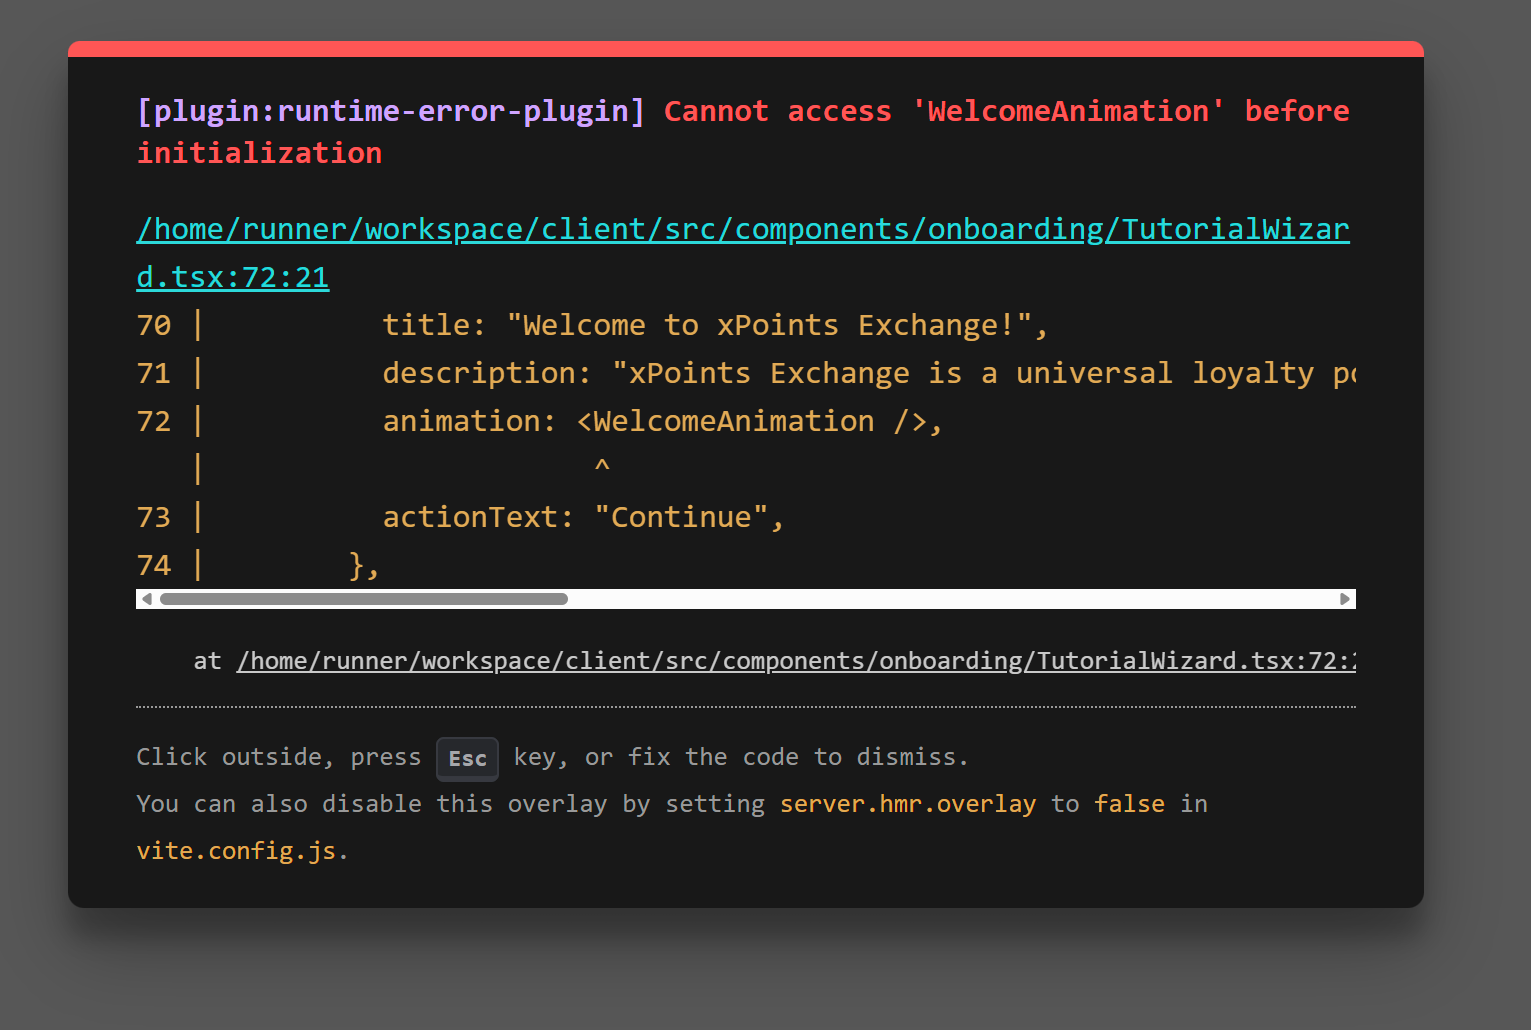 [plugin:runtime-error-plugin] Cannot access 'WelcomeAnimation' before
initialization
/home/runner/workspace/client/src/components/onboarding/TutorialWizar
d.tsx:72:21
70 |          title: "Welcome to xPoints Exchange!",
71 |          description: "xPoints Exchange is a universal loyalty
72 |          animation: <WelcomeAnimation />,
   |                      ^
73 |          actionText: "Continue",
74 |        },
at /home/runner/workspace/client/src/components/onboarding/TutorialWizard.tsx:72:
Click outside, press Esc key, or fix the code to dismiss.
You can also disable this overlay by setting server.hmr.overlay to false in
vite.config.js.